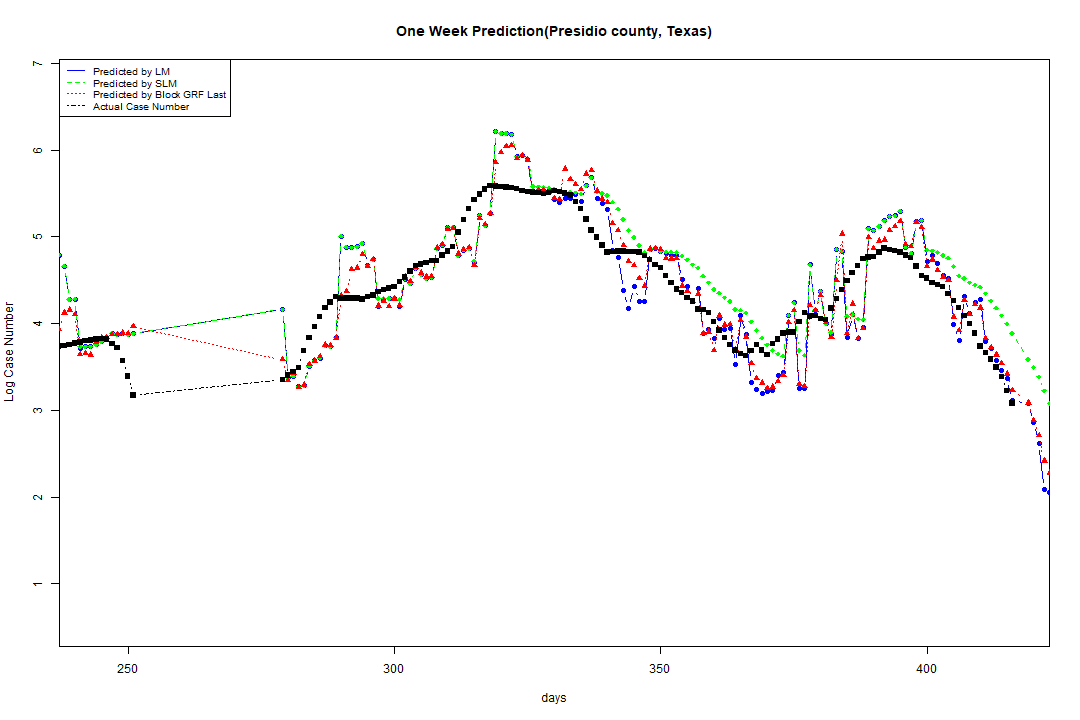 One Week Prediction(Presidio county, Texas)
Predicted by LM
Predicted by SLM
Predicted by Block GRF Last
Actual Case Number
7
6
5
4
3
2
1
Log Case Number
250
300
350
400
days